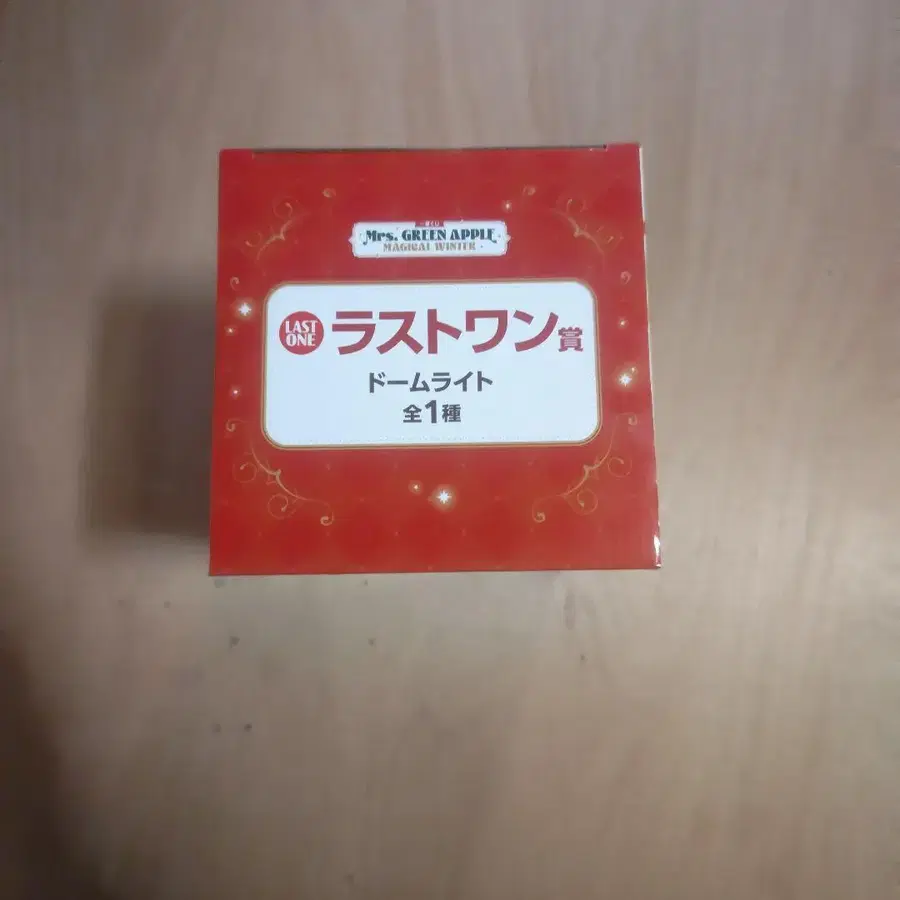 Mrs. GREEN APPLE
MAGICAL WINTER
LAST ONE ラストワン賞
ドームライト
全1種